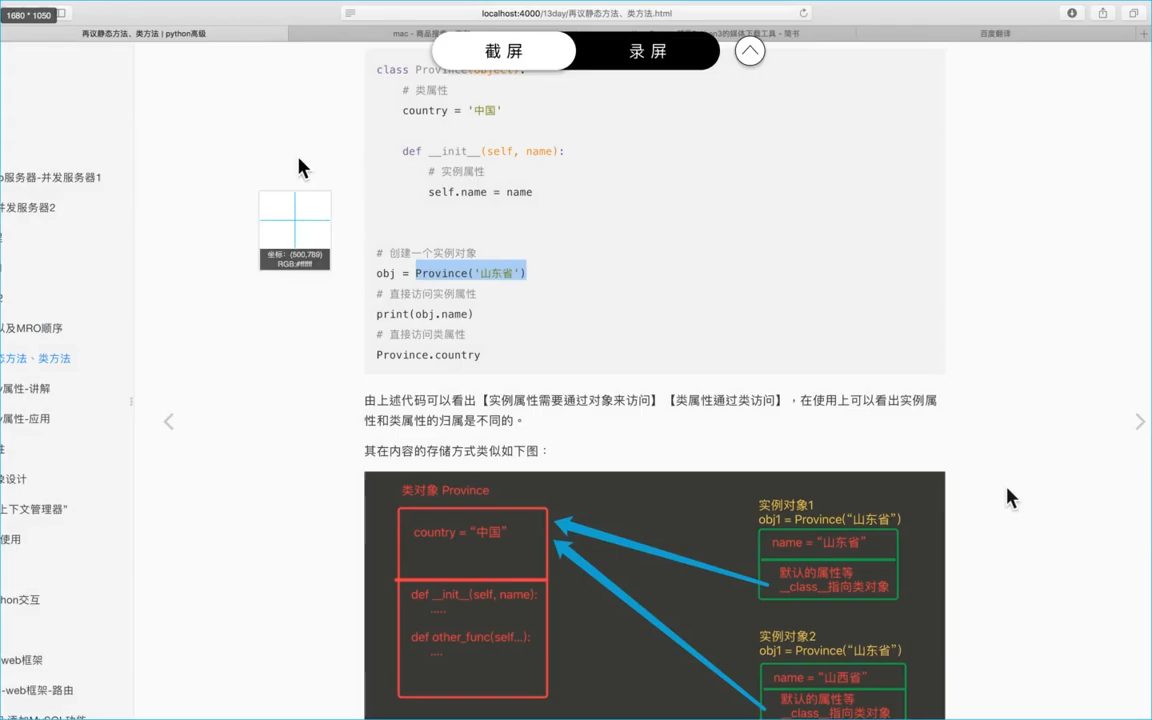 1680 * 1050
localhost:4000/13day/再议静态方法、类方法.html
再议静态方法、类方法 | python高级
百度翻译
截屏
录屏
class Province(object):
# 类属性
country = '中国'
def __init__(self, name):
# 实例属性
self.name = name
# 创建一个实例对象
obj = Province('山东省')
# 直接访问实例属性
print(obj.name)
# 直接访问类属性
Province.country
坐标: (500,789)
RGB:#ffffff
服务器-并发服务器1
并发服务器2
以及MRO顺序
态方法、类方法
属性-讲解
属性-应用
设计
上下文管理器”
使用
hon交互
web框架
-web框架-路由
由上述代码可以看出【实例属性需要通过对象来访问】【类属性通过类访问】，在使用上可以看出实例属
性和类属性的归属是不同的。
其在内容的存储方式类似如下图：
类对象 Province
country = “中国”
def __init__(self, name):
.....
def other_func(self...):
....
实例对象1
obj1 = Province(“山东省”)
name = “山东省”
默认的属性等
__class__指向类对象
实例对象2
obj1 = Province(“山东省”)
name = “山西省”
默认的属性等
__class__指向类对象